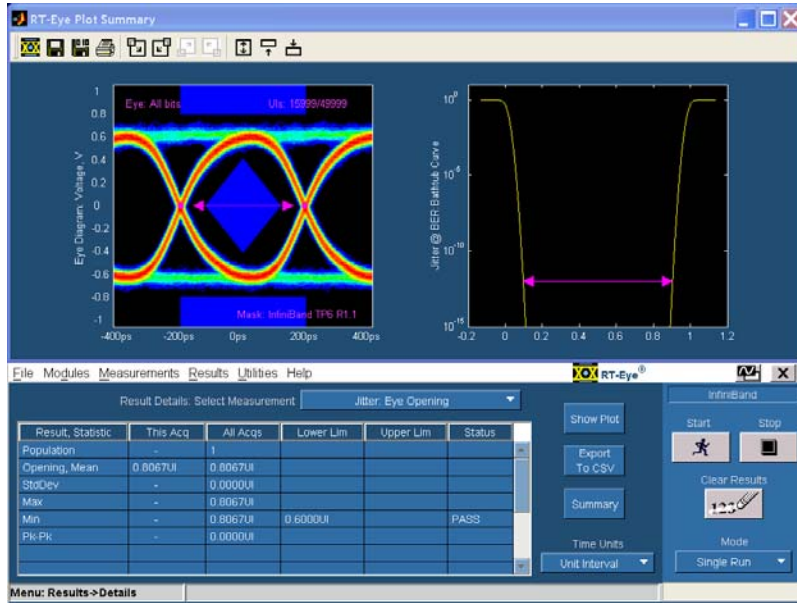 RT-Eye Plot Summary
Eye: All bits
UIs: 15999/49999
Eye Diagram: Voltage, V
1
0.8
0.6
0.4
0.2
0
-0.2
-0.4
-0.6
-0.8
-1
Mask: InfiniBand TP6 R1.1
-400ps
-200ps
0ps
200ps
400ps
Jitter @ BER Bathtub Curve
10^0
10^-5
10^-10
10^-15
-0.2
0
0.2
0.4
0.6
0.8
1
1.2
File Modules Measurements Results Utilities Help
RT-Eye®
X
Result Details: Select Measurement
Jitter: Eye Opening
Result, Statistic This Acq All Acqs Lower Lim Upper Lim Status
Population - 1
Opening, Mean 0.8067UI 0.8067UI
StdDev - 0.0000UI
Max - 0.8067UI
Min - 0.8067UI 0.6000UI PASS
Pk-Pk - 0.0000UI
Show Plot
Export
To CSV
Summary
Time Units
Unit Interval
InfiniBand
Start Stop
Clear Results
123
Mode
Single Run
Menu: Results->Details